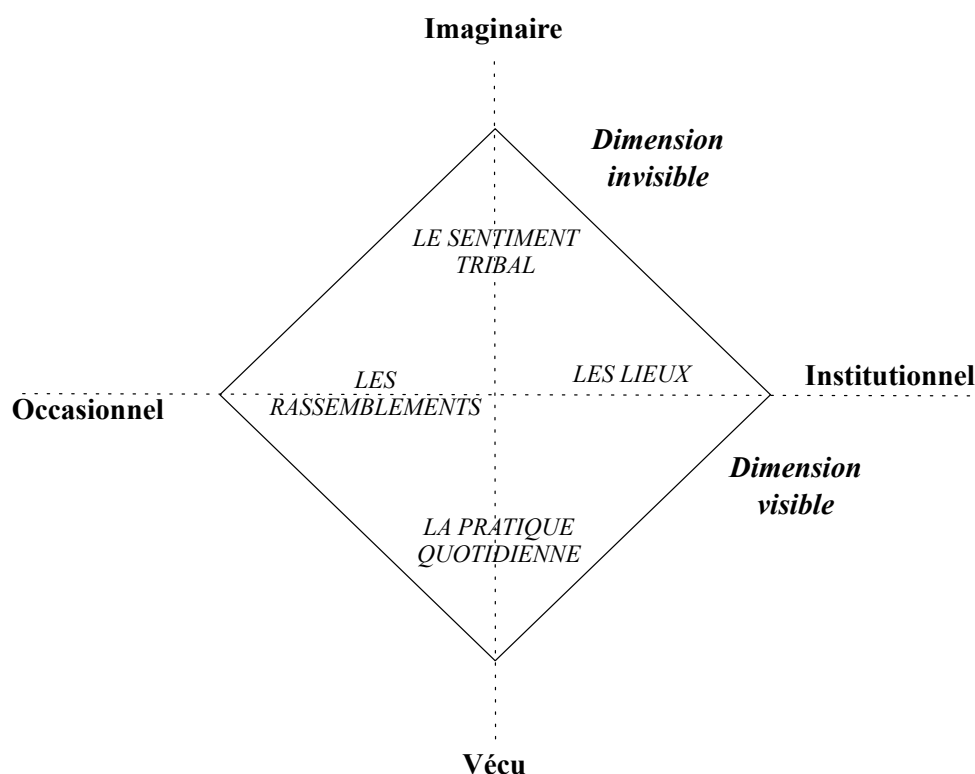 Imaginaire
Dimension
invisible
LE SENTIMENT
TRIBAL
LES
RASSEMBLEMENTS
LES LIEUX
Institutionnel
Occasionnel
Dimension
visible
LA PRATIQUE
QUOTIDIENNE
Vécu